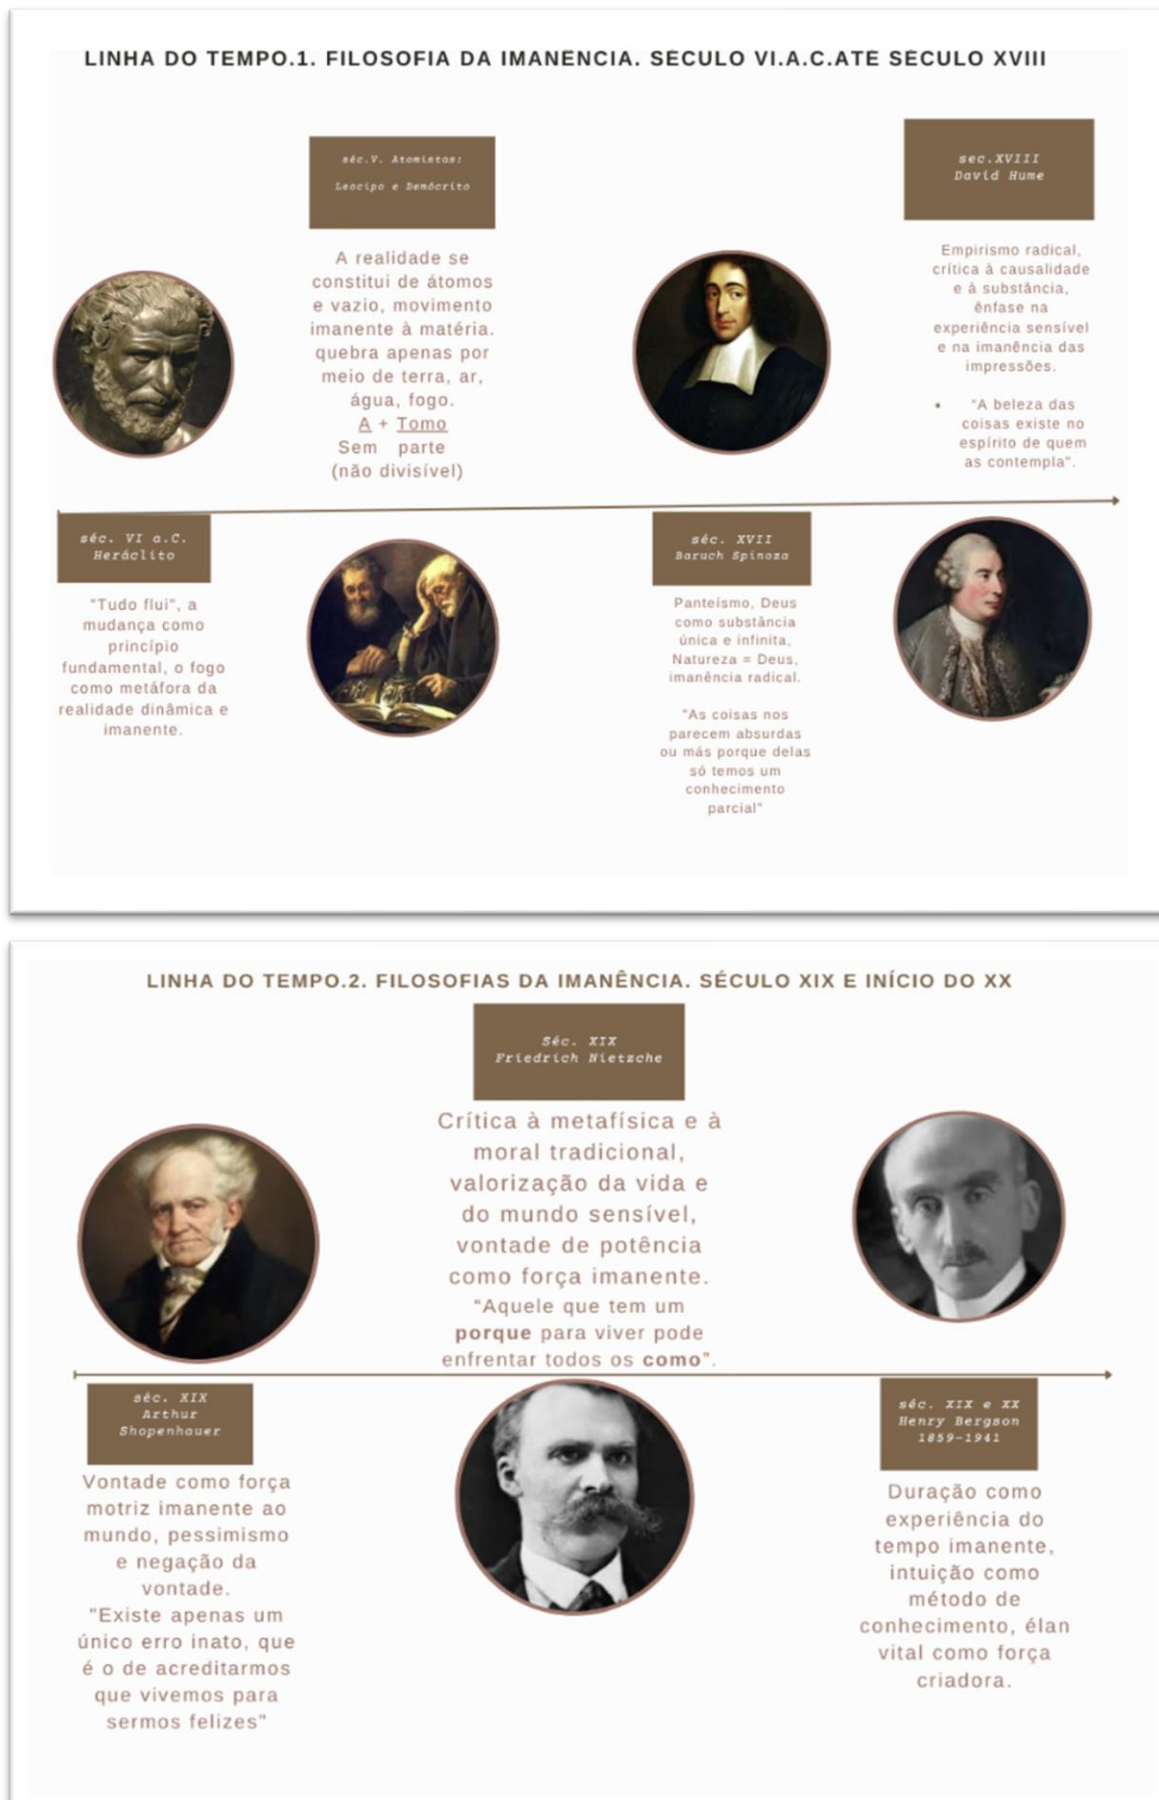 LINHA DO TEMPO.1. FILOSOFIA DA IMANÊNCIA. SÉCULO VI.A.C.ATÉ SÉCULO XVIII
séc.V. Atomistas:
Leocipo e Demócrito
A realidade se
constitui de átomos
e vazio, movimento
imanente à matéria.
quebra apenas por
meio de terra, ar,
água, fogo.
A + Tomo
Sem parte
(não divisível)
sec.XVIII
David Hume
Empirismo radical,
crítica à causalidade
e à substância,
ênfase na
experiência sensível
e na imanência das
impressões.
• "A beleza das
coisas existe no
espírito de quem
as contempla".
séc. VI a.C.
Heráclito
"Tudo flui", a
mudança como
princípio
fundamental, o fogo
como metáfora da
realidade dinâmica e
imanente.
séc. XVII
Baruch Spinoza
Panteísmo, Deus
como substância
única e infinita,
Natureza = Deus,
imanência radical.
"As coisas nos
parecem absurdas
ou más porque delas
só temos um
conhecimento
parcial"
LINHA DO TEMPO.2. FILOSOFIAS DA IMANÊNCIA. SÉCULO XIX E INÍCIO DO XX
Séc. XIX
Friedrich Nietzche
Crítica à metafísica e à
moral tradicional,
valorização da vida e
do mundo sensível,
vontade de potência
como força imanente.
"Aquele que tem um
porque para viver pode
enfrentar todos os como".
séc. XIX
Arthur
Shopenhauer
Vontade como força
motriz imanente ao
mundo, pessimismo
e negação da
vontade.
"Existe apenas um
único erro inato, que
é o de acreditarmos
que vivemos para
sermos felizes"
séc. XIX e XX
Henry Bergson
1859-1941
Duração como
experiência do
tempo imanente,
intuição como
método de
conhecimento, élan
vital como força
criadora.